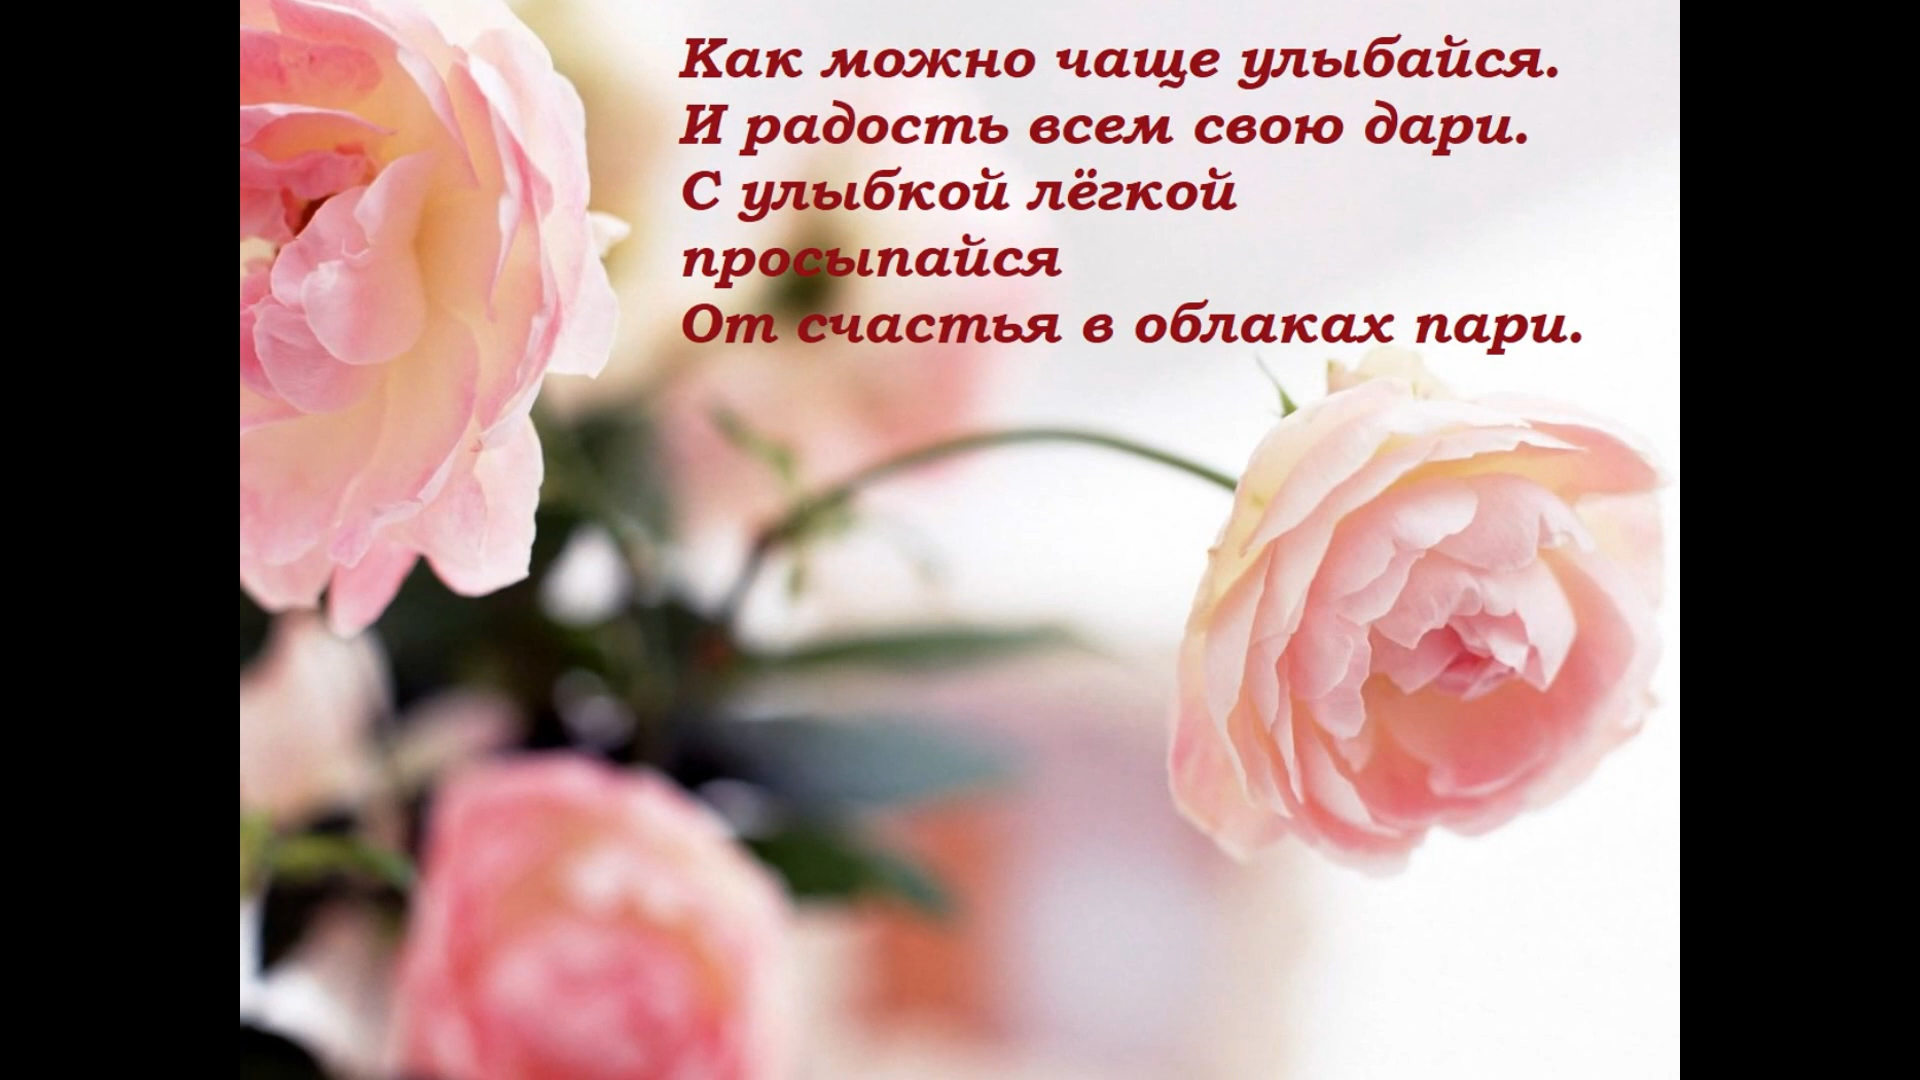 Как можно чаще улыбайся.
И радость всем свою дари.
С улыбкой лёгкой
просыпайся
От счастья в облаках пари.